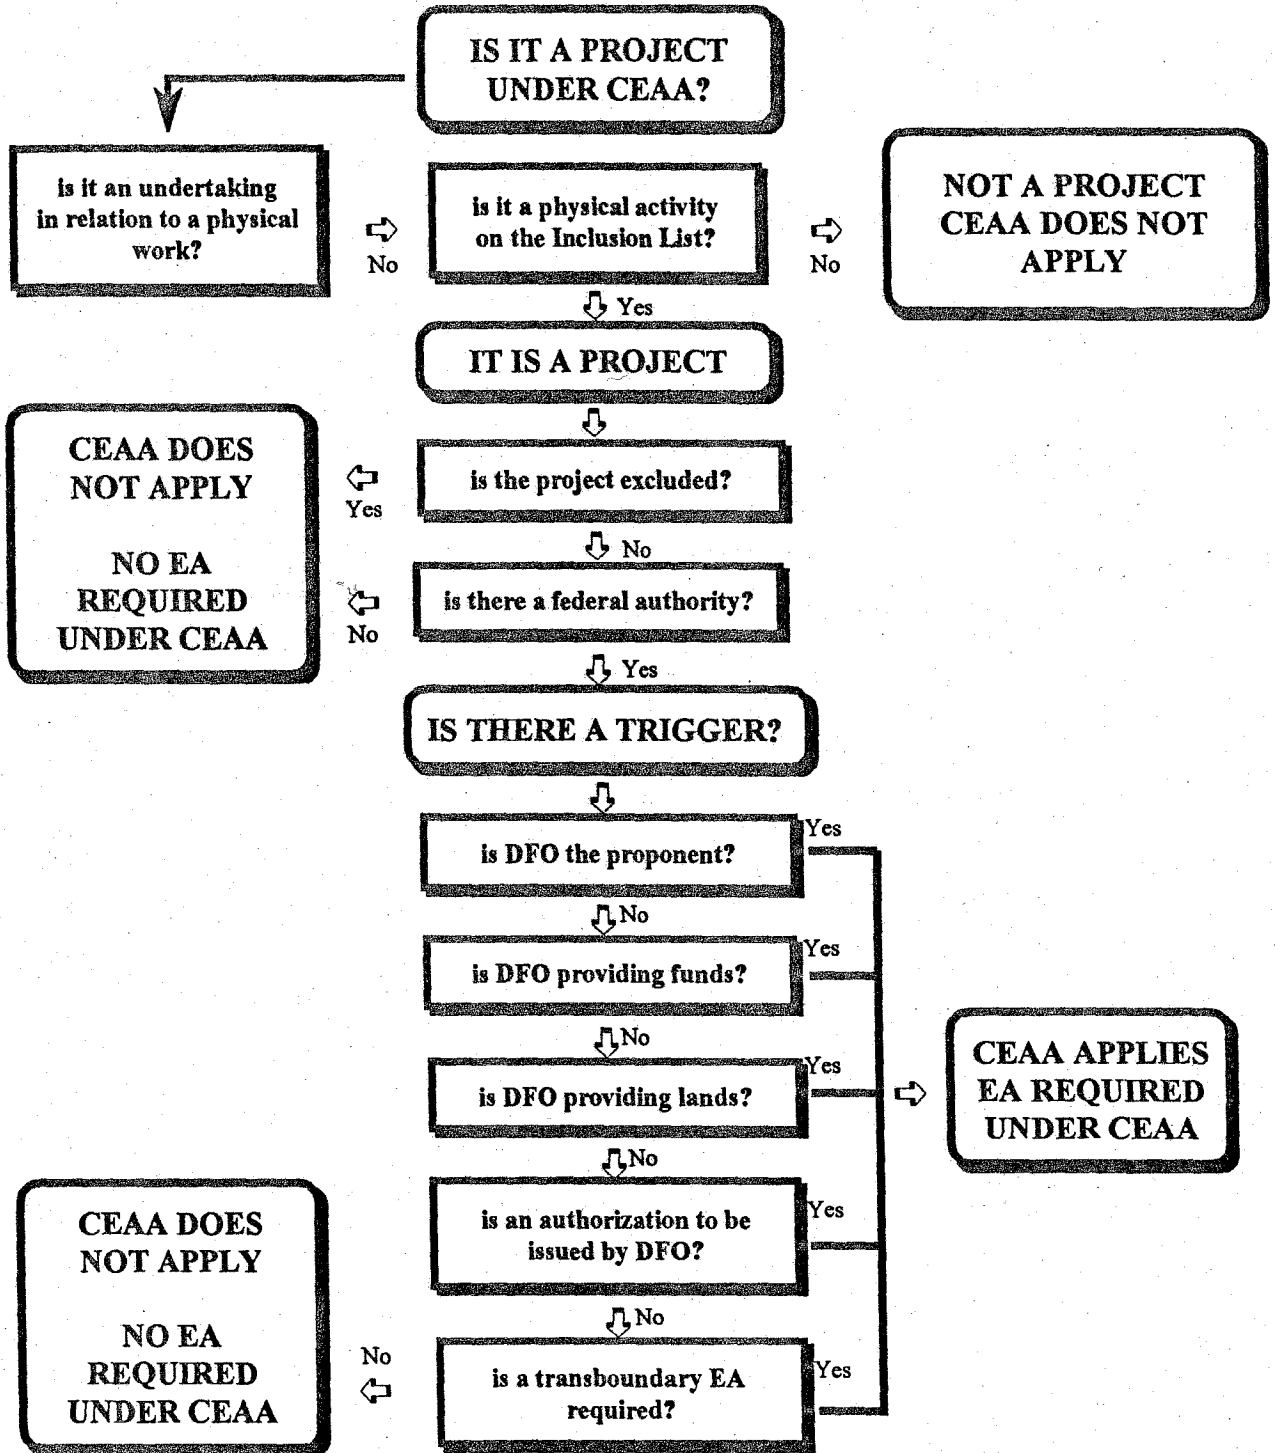 IS IT A PROJECT
UNDER CEAA?
is it an undertaking
in relation to a physical
work?
No
is it a physical activity
on the Inclusion List?
No
NOT A PROJECT
CEAA DOES NOT
APPLY
Yes
IT IS A PROJECT
CEAA DOES
NOT APPLY
NO EA
REQUIRED
UNDER CEAA
Yes
is the project excluded?
No
No
is there a federal authority?
Yes
IS THERE A TRIGGER?
is DFO the proponent?
Yes
No
is DFO providing funds?
Yes
No
is DFO providing lands?
Yes
CEAA APPLIES
EA REQUIRED
UNDER CEAA
No
is an authorization to be
issued by DFO?
Yes
No
is a transboundary EA
required?
Yes
No
CEAA DOES
NOT APPLY
NO EA
REQUIRED
UNDER CEAA